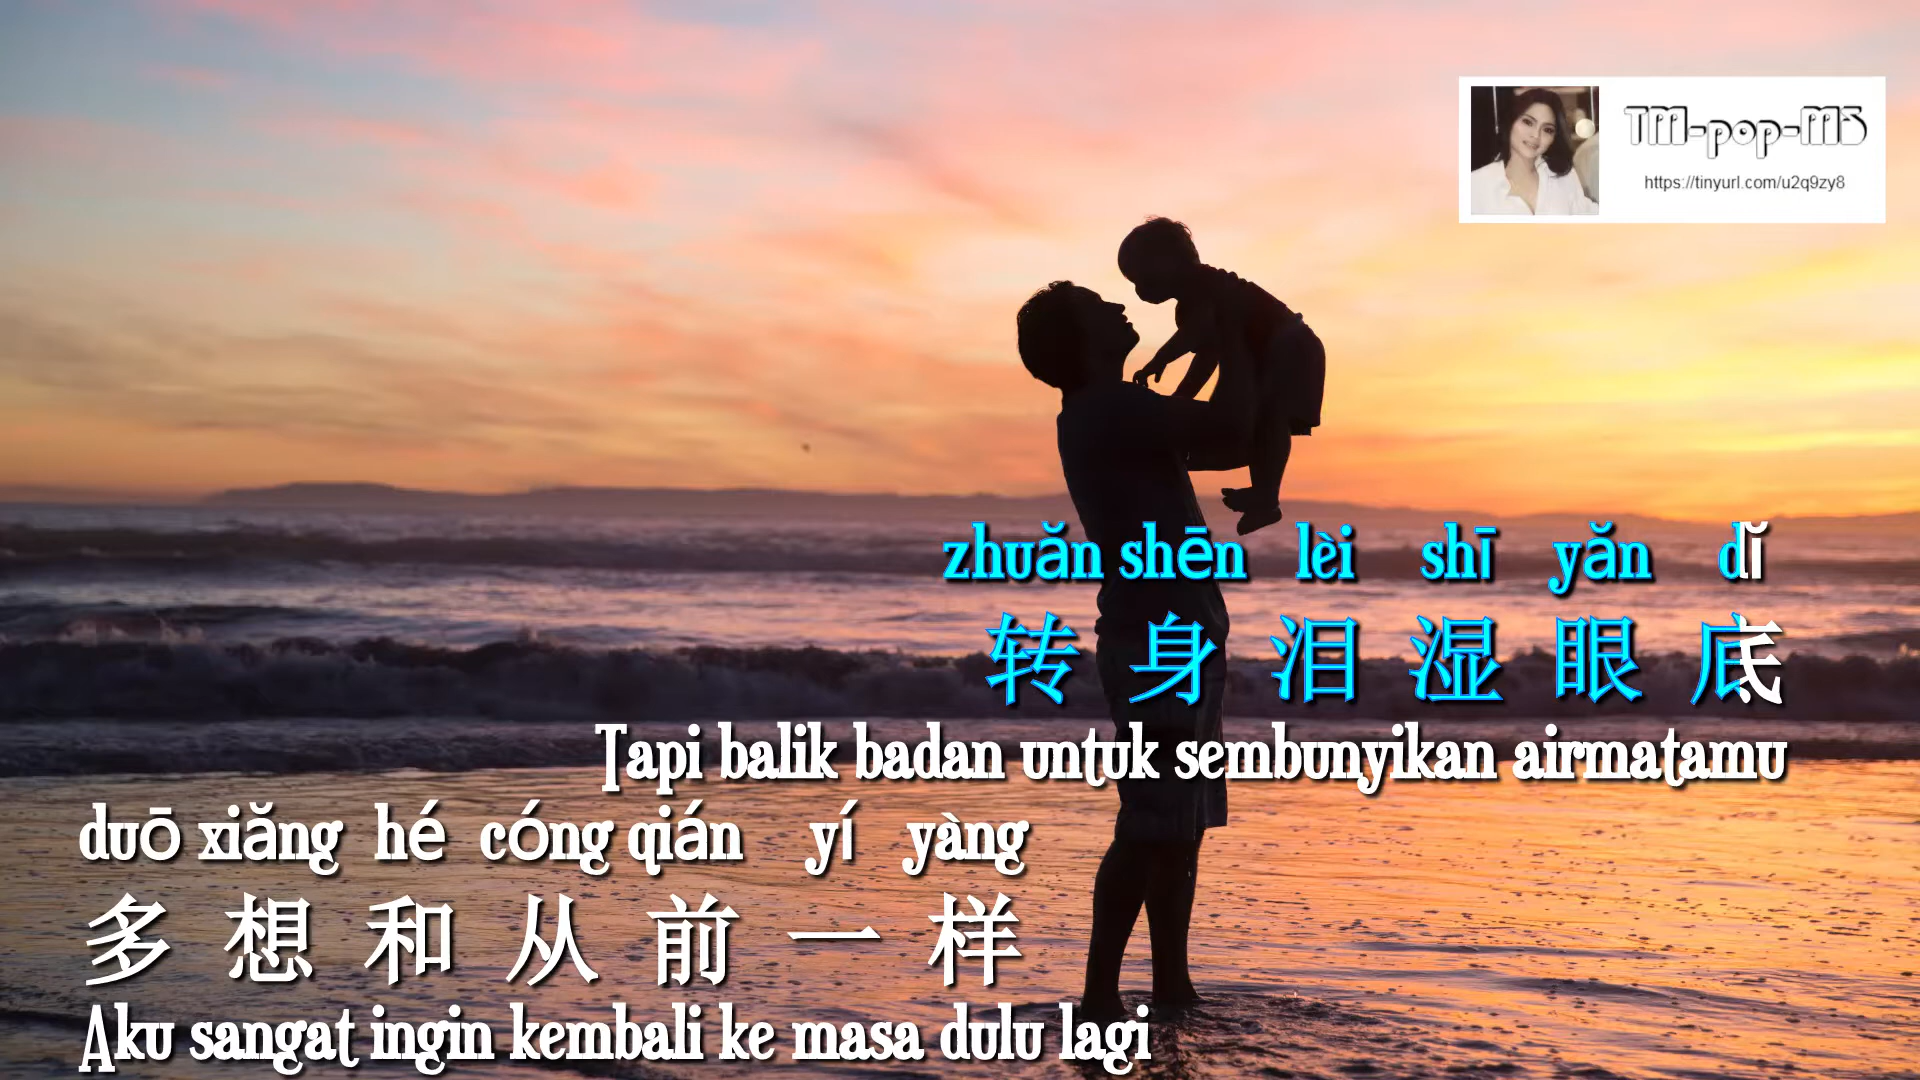 TM-pop-MS
https://tinyurl.com/u2q9zy8
zhuǎn shēn lèi shī yǎn dǐ
转 身 泪 湿 眼 底
Tapi balik badan untuk sembunyikan airmatamu
duō xiǎng hé cóng qián yí yàng
多 想 和 从 前 一 样
Aku sangat ingin kembali ke masa dulu lagi